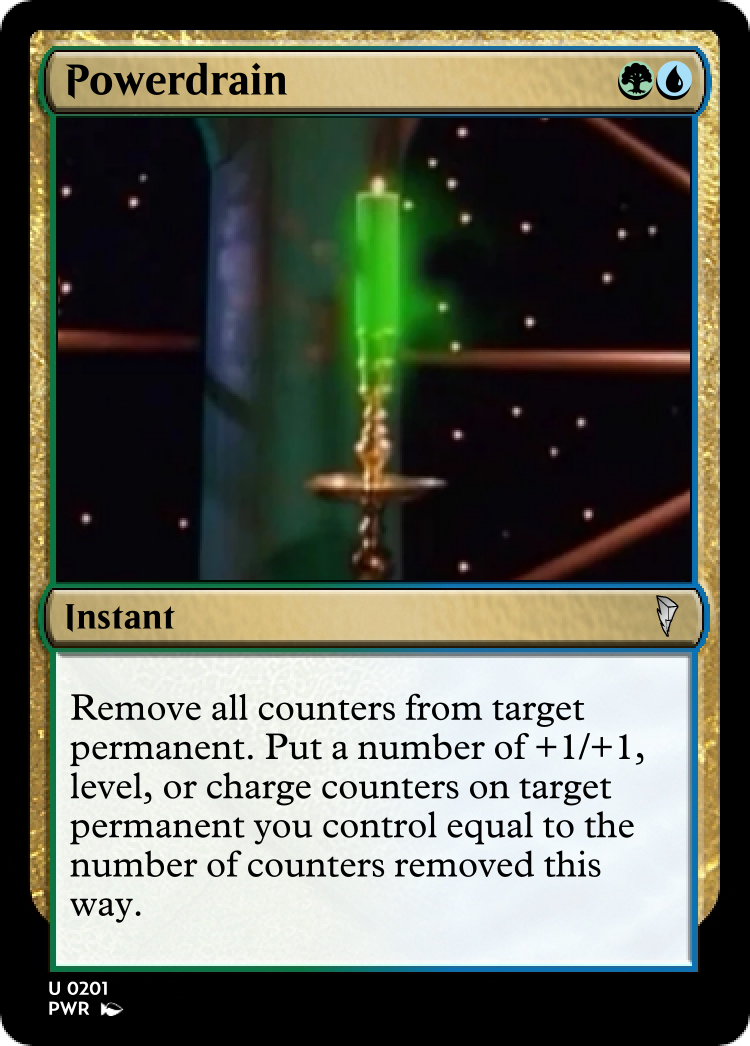 Powerdrain
Instant
Remove all counters from target
permanent. Put a number of +1/+1,
level, or charge counters on target
permanent you control equal to the
number of counters removed this
way.
U 0201
PWR